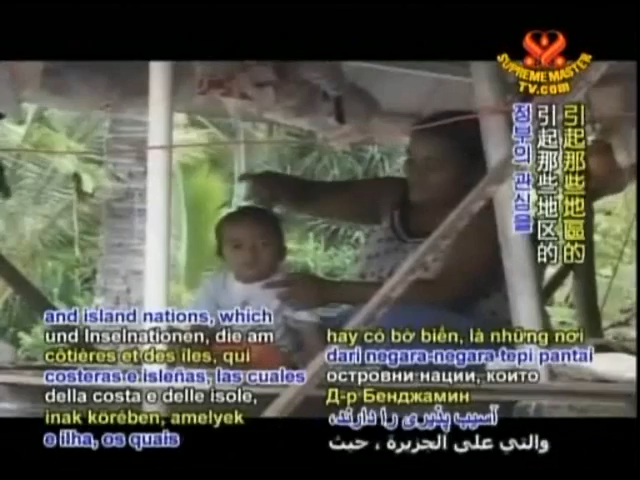 SUPREME MASTER
TV.com
引起那些地區的
引起那些地区的
정부의 관심을
and island nations, which
und Inselnationen, die am
côtières et des îles, qui
costeras e isleñas, las cuales
della costa e delle isole,
inak körében, amelyek
e ilha, os quais
hay có bờ biển, là những nơi
dari negara-negara tepi pantai
островни нации, които
Д-р Бенджамин
آسیب پذیری را دارند،
والتي على الجزيرة ، حيث